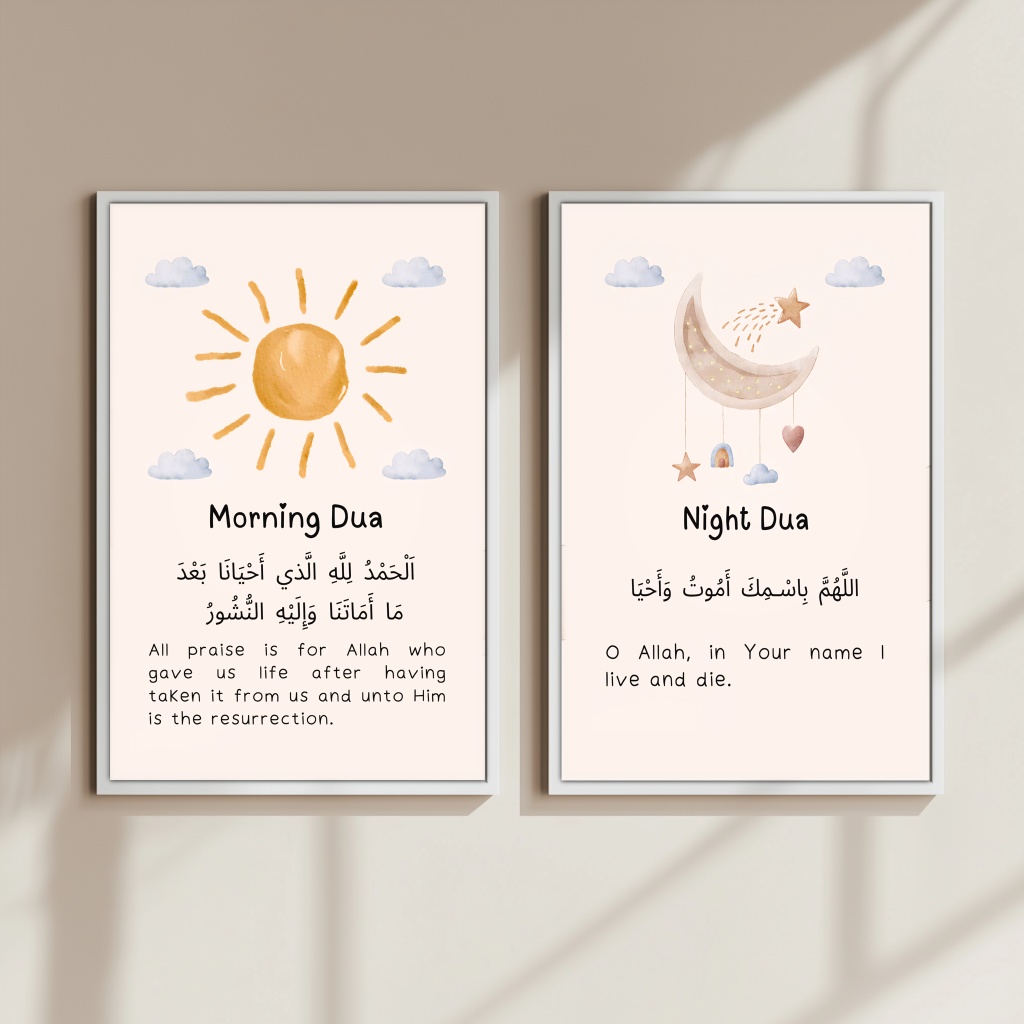 Morning Dua
اَلْحَمْدُ لِلَّهِ الَّذي أَحْيَانَا بَعْدَ
مَا أَمَاتَنَا وَإِلَيْهِ النُّشُورُ
All praise is for Allah who
gave us life after having
taken it from us and unto Him
is the resurrection.
Night Dua
اللَّهُمَّ بِاسْمِكَ أَمُوتُ وَأَحْيَا
O Allah, in Your name I
live and die.